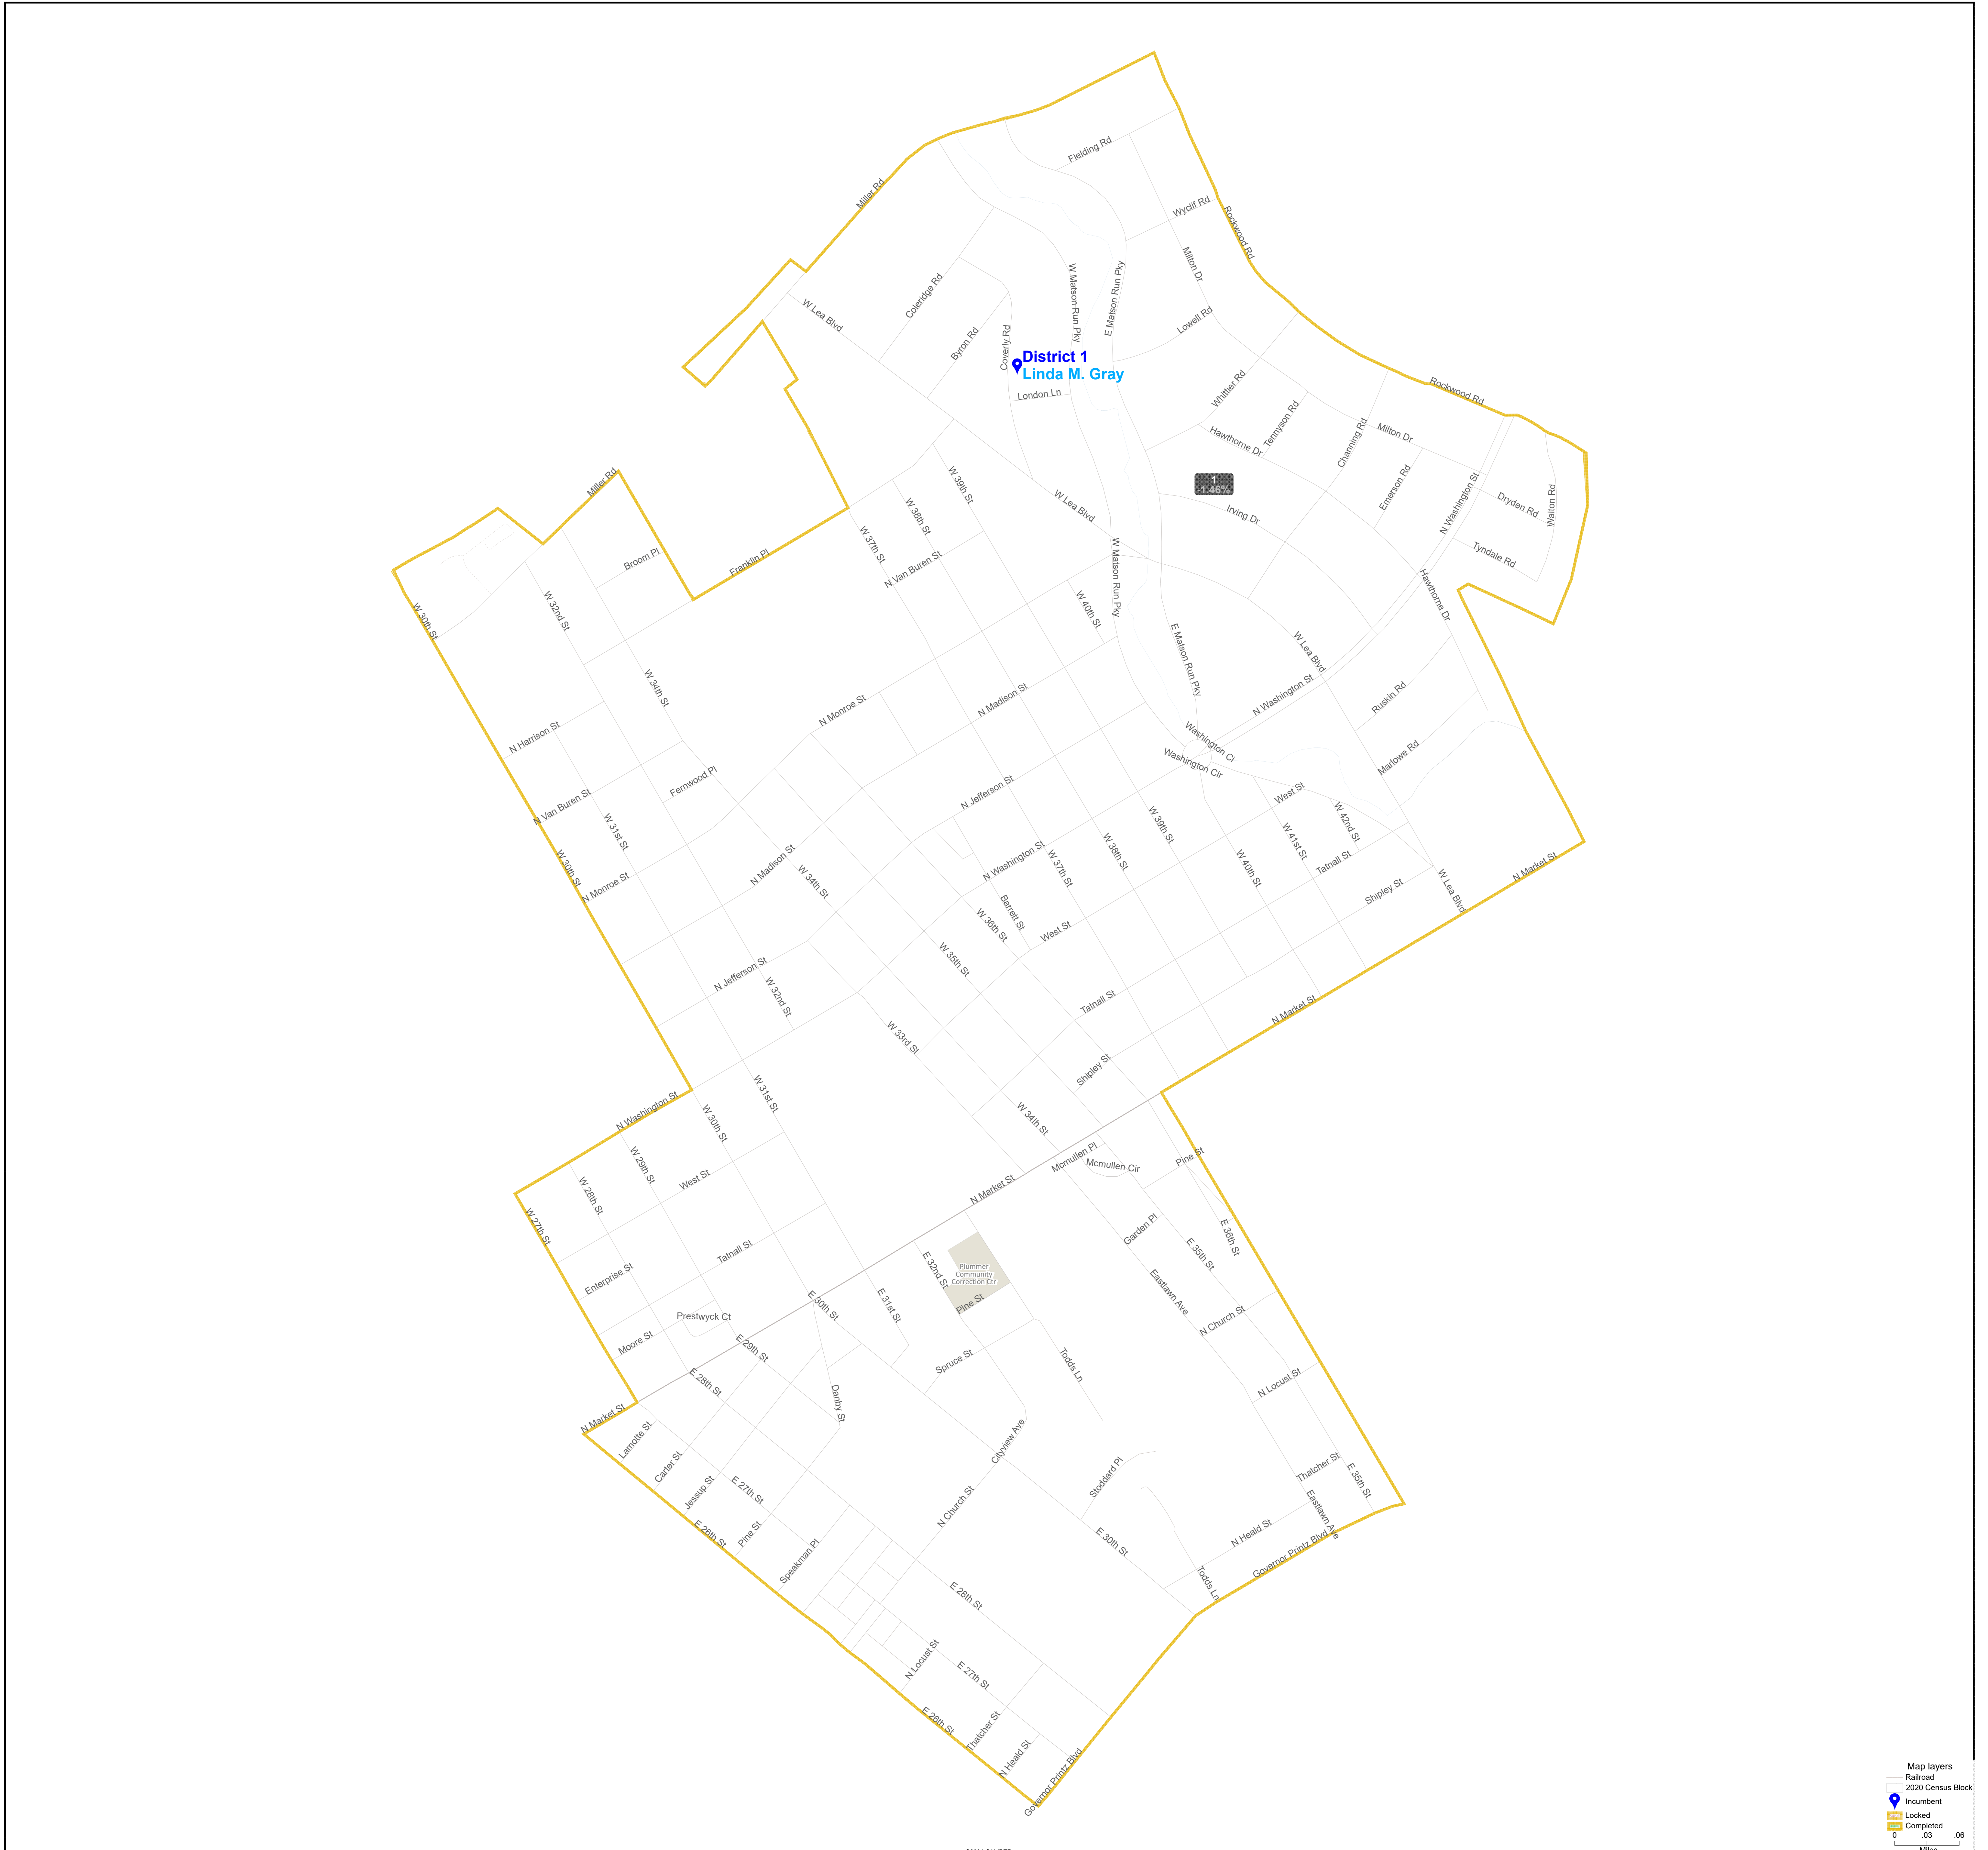 Fielding Rd
Miller Rd
Wyclif Rd
Rockwood Rd
Milton Dr
Coleridge Rd
W Matson Run Pky
E Matson Run Pky
W Lea Blvd
Lowell Rd
Byron Rd
Coverly Rd
District 1
Linda M. Gray
London Ln
Whittier Rd
Rockwood Rd
Tennyson Rd
Hawthorne Dr
Channing Rd
Milton Dr
1
-1.46%
Emerson Rd
N Washington St
Dryden Rd
Walton Rd
Miller Rd
W 39th St
W 38th St
W Lea Blvd
Irving Dr
W 37th St
Tyndale Rd
Broom Pl
Franklin Pl
N Van Buren St
W Matson Run Pky
Hawthorne Dr
W 30th St
W 32nd St
W 40th St
E Matson Run Pky
W Lea Blvd
W 34th St
N Madison St
N Washington St
Ruskin Rd
N Monroe St
N Harrison St
Washington Ci
Washington Cir
Marlowe Rd
Fernwood Pl
N Van Buren St
N Jefferson St
West St
W 31st St
W 39th St
W 42nd St
W 38th St
W 41st St
N Washington St
N Madison St
W 37th St
W 40th St
Tatnall St
N Market St
W 30th St
N Monroe St
W 34th St
Shipley St
W Lea Blvd
Barrett St
W 36th St
West St
W 35th St
N Jefferson St
W 32nd St
Tatnall St
N Market St
W 33rd St
Shipley St
W 31st St
N Washington St
W 30th St
W 34th St
Mcmullen Pl
Mcmullen Cir
Pine St
W 29th St
West St
W 28th St
N Market St
W 27th St
Garden Pl
E 36th St
E 35th St
Tatnall St
Enterprise St
E 32nd St
Plummer
Community
Correction Ctr
Eastlawn Ave
Pine St
E 30th St
E 31st St
Prestwyck Ct
N Church St
Moore St
E 29th St
Spruce St
Todds Ln
E 28th St
N Locust St
Danby St
N Market St
Lamotte St
Cityview Ave
Carter St
Stoddard Pl
Thatcher St
E 35th St
Jessup St
E 27th St
N Church St
Eastlawn Ave
E 26th St
Pine St
E 30th St
N Heald St
Governor Printz Blvd
Speakman Pl
Todds Ln
E 28th St
N Locust St
E 27th St
E 26th St
Thatcher St
N Heald St
Governor Printz Blvd
Map layers
Railroad
2020 Census Block
Incumbent
Locked
Completed
0 .03 .06
Miles